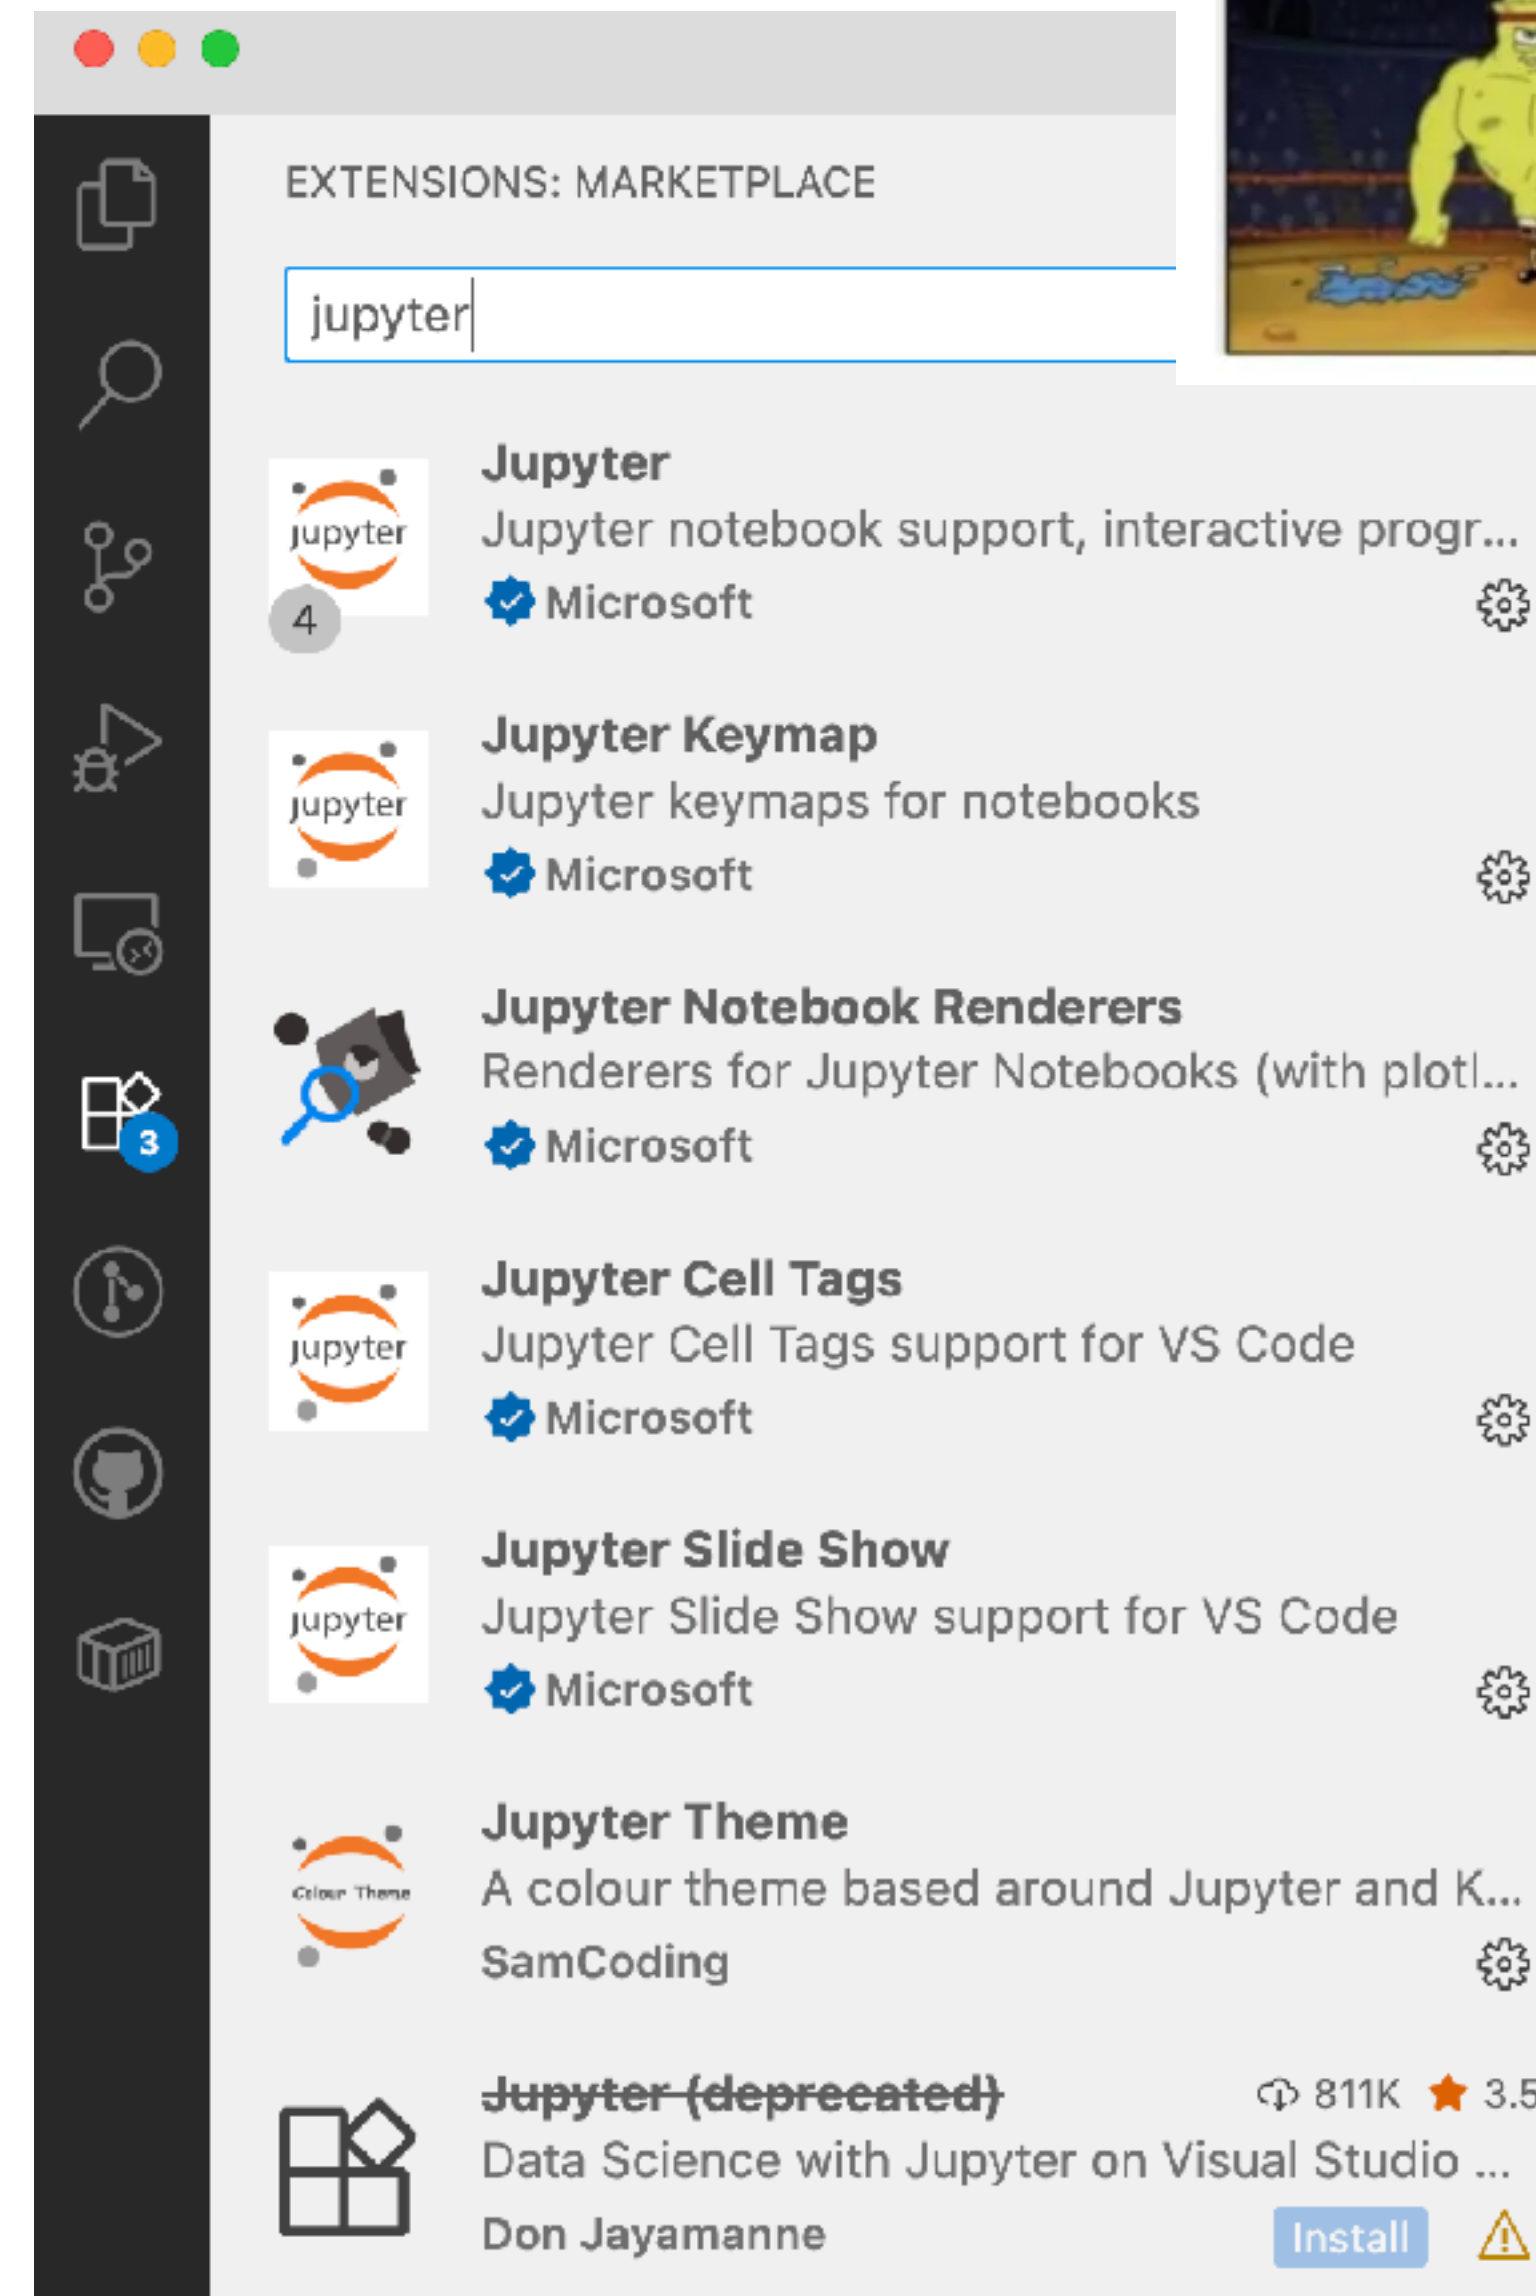 EXTENSIONS: MARKETPLACE
jupyter
Jupyter
Jupyter notebook support, interactive progr...
jupyter
Microsoft
4
Jupyter Keymap
Jupyter keymaps for notebooks
jupyter
Microsoft
Jupyter Notebook Renderers
Renderers for Jupyter Notebooks (with plotl...
Microsoft
3
Jupyter Cell Tags
Jupyter Cell Tags support for VS Code
jupyter
Microsoft
Jupyter Slide Show
Jupyter Slide Show support for VS Code
jupyter
Microsoft
Jupyter Theme
A colour theme based around Jupyter and K...
Colour Theme
SamCoding
Jupyter (deprecated) 811K 3.5
Data Science with Jupyter on Visual Studio ...
Don Jayamanne Install